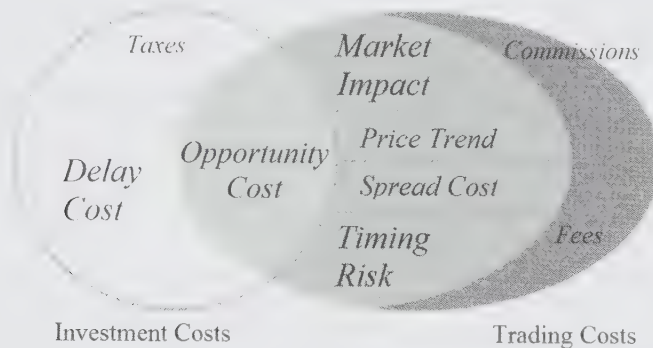 Taxes
Market
Impact
Commissions
Delay
Cost
Opportunity
Cost
Price Trend
Spread Cost
Timing
Risk
Fees
Investment Costs
Trading Costs